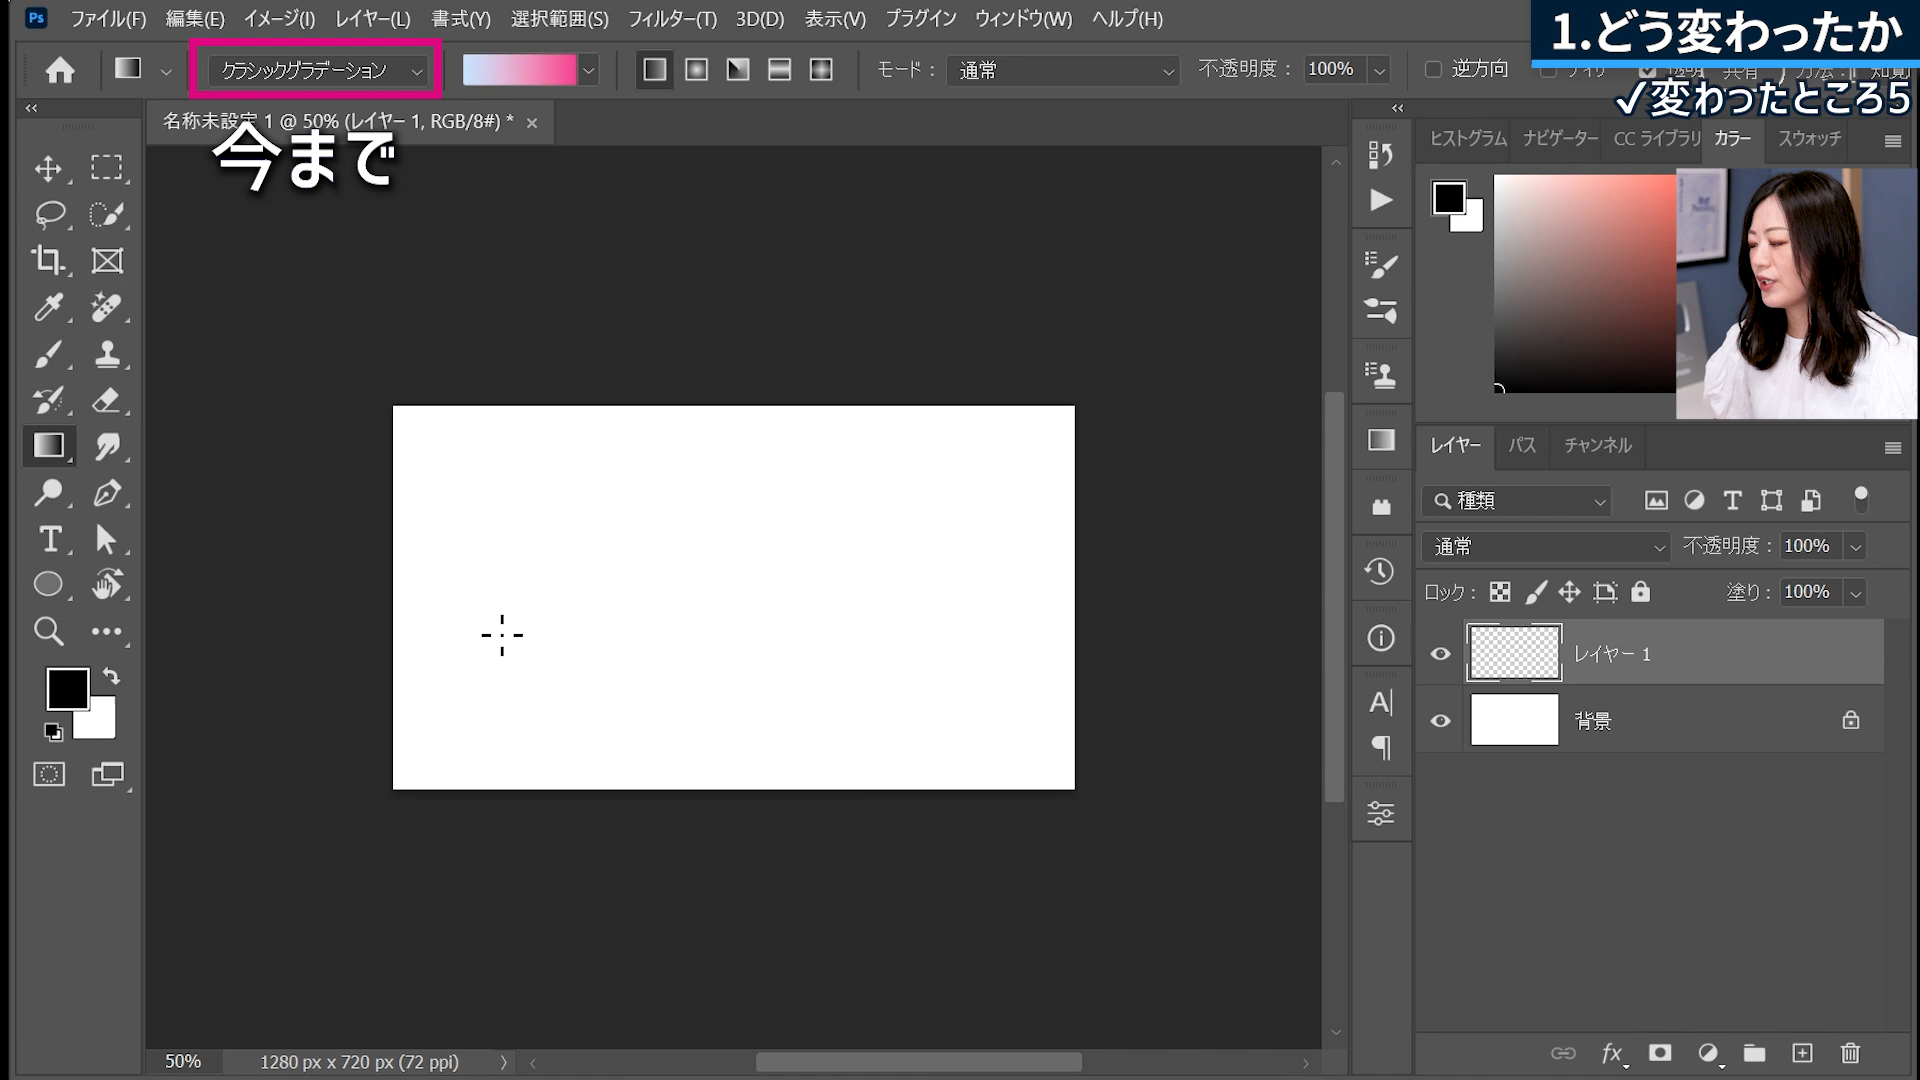 Ps ファイル(F) 編集(E) イメージ(I) レイヤー(L) 書式(Y) 選択範囲(S) フィルター(T) 3D(D) 表示(V) プラグイン ウィンドウ(W) ヘルプ(H)
1.どう変わったか
クラシックグラデーション モード： 通常 不透明度： 100% 逆方向
✓変わったところ5
名称未設定 1 @ 50% (レイヤー 1, RGB/8#) *
今まで
ヒストグラム ナビゲーター CC ライブラリ カラー スウォッチ
レイヤー パス チャンネル
種類
通常 不透明度： 100%
ロック： 塗り： 100%
レイヤー 1
背景
50% 1280 px x 720 px (72 ppi)